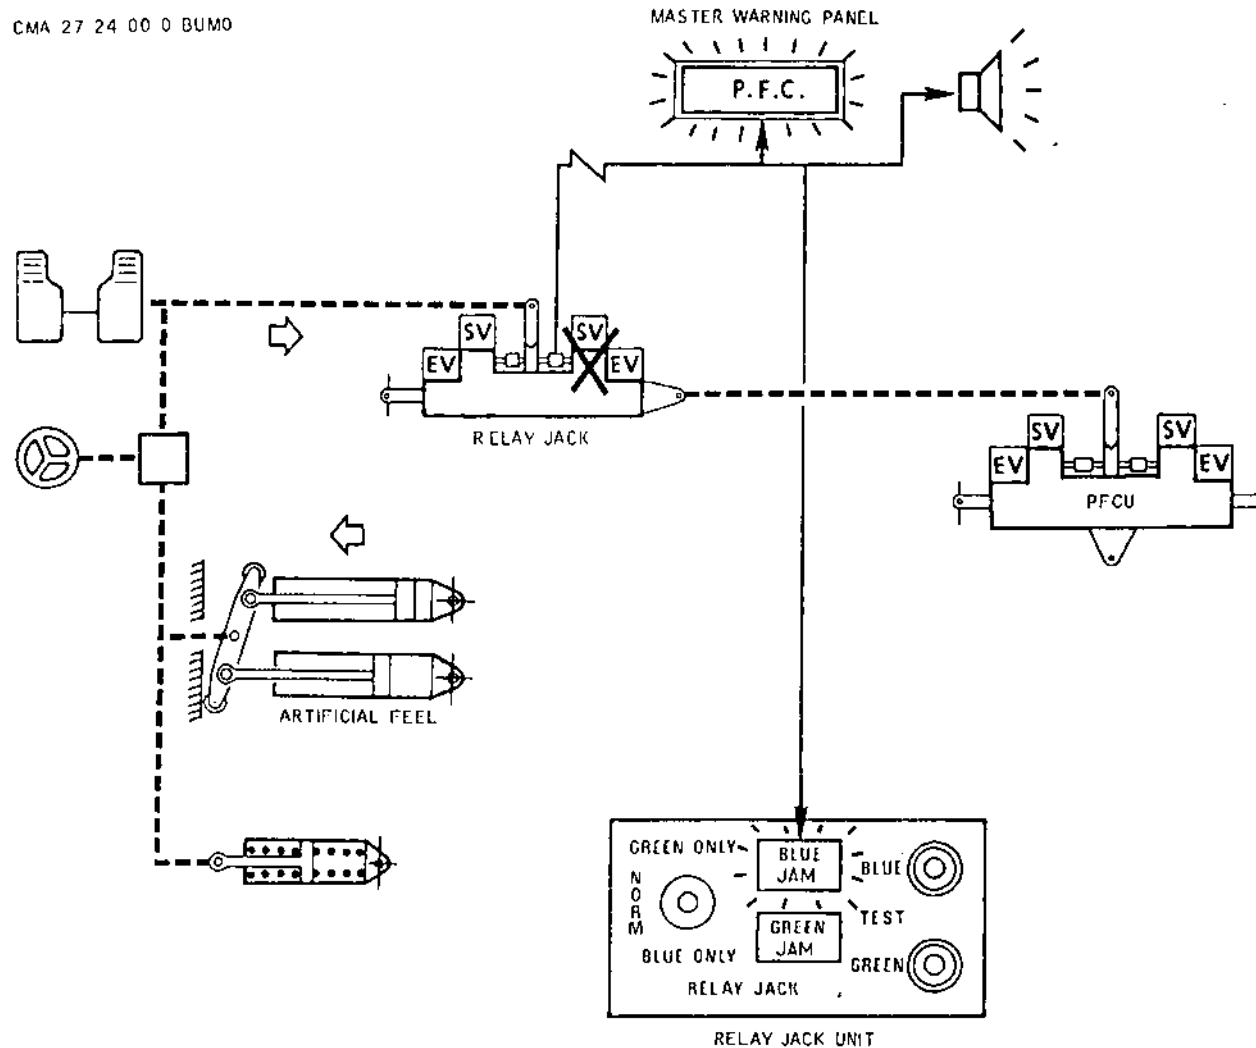 CMA 27 24 00 0 BUM0
MASTER WARNING PANEL
P.F.C.
SV
SV
EV
EV
RELAY JACK
SV
SV
EV
EV
PFCU
ARTIFICIAL FEEL
GREEN ONLY
BLUE
JAM
BLUE
NORM
GREEN
JAM
TEST
BLUE ONLY
GREEN
RELAY JACK
RELAY JACK UNIT